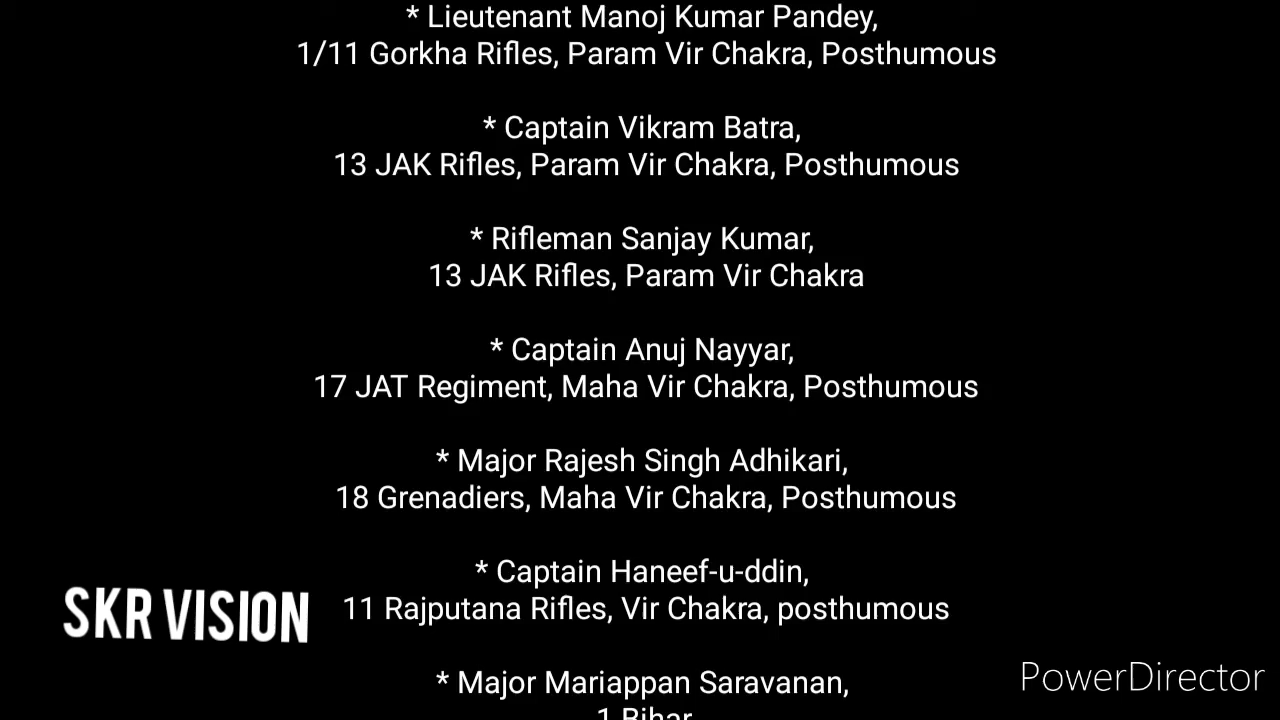 * Lieutenant Manoj Kumar Pandey,
1/11 Gorkha Rifles, Param Vir Chakra, Posthumous
* Captain Vikram Batra,
13 JAK Rifles, Param Vir Chakra, Posthumous
* Rifleman Sanjay Kumar,
13 JAK Rifles, Param Vir Chakra
* Captain Anuj Nayyar,
17 JAT Regiment, Maha Vir Chakra, Posthumous
* Major Rajesh Singh Adhikari,
18 Grenadiers, Maha Vir Chakra, Posthumous
* Captain Haneef-u-ddin,
11 Rajputana Rifles, Vir Chakra, posthumous
* Major Mariappan Saravanan,
1 Bihar
SKR VISION
PowerDirector